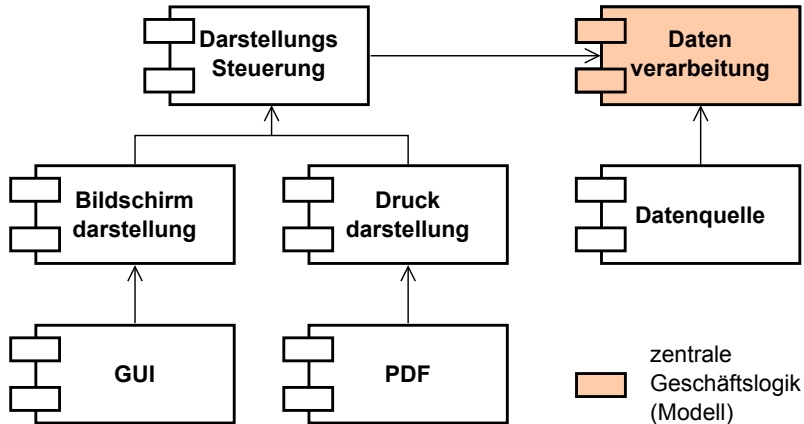 Darstellungs
Steuerung
Daten
verarbeitung
Bildschirm
darstellung
Druck
darstellung
Datenquelle
GUI
PDF
zentrale
Geschäftslogik
(Modell)